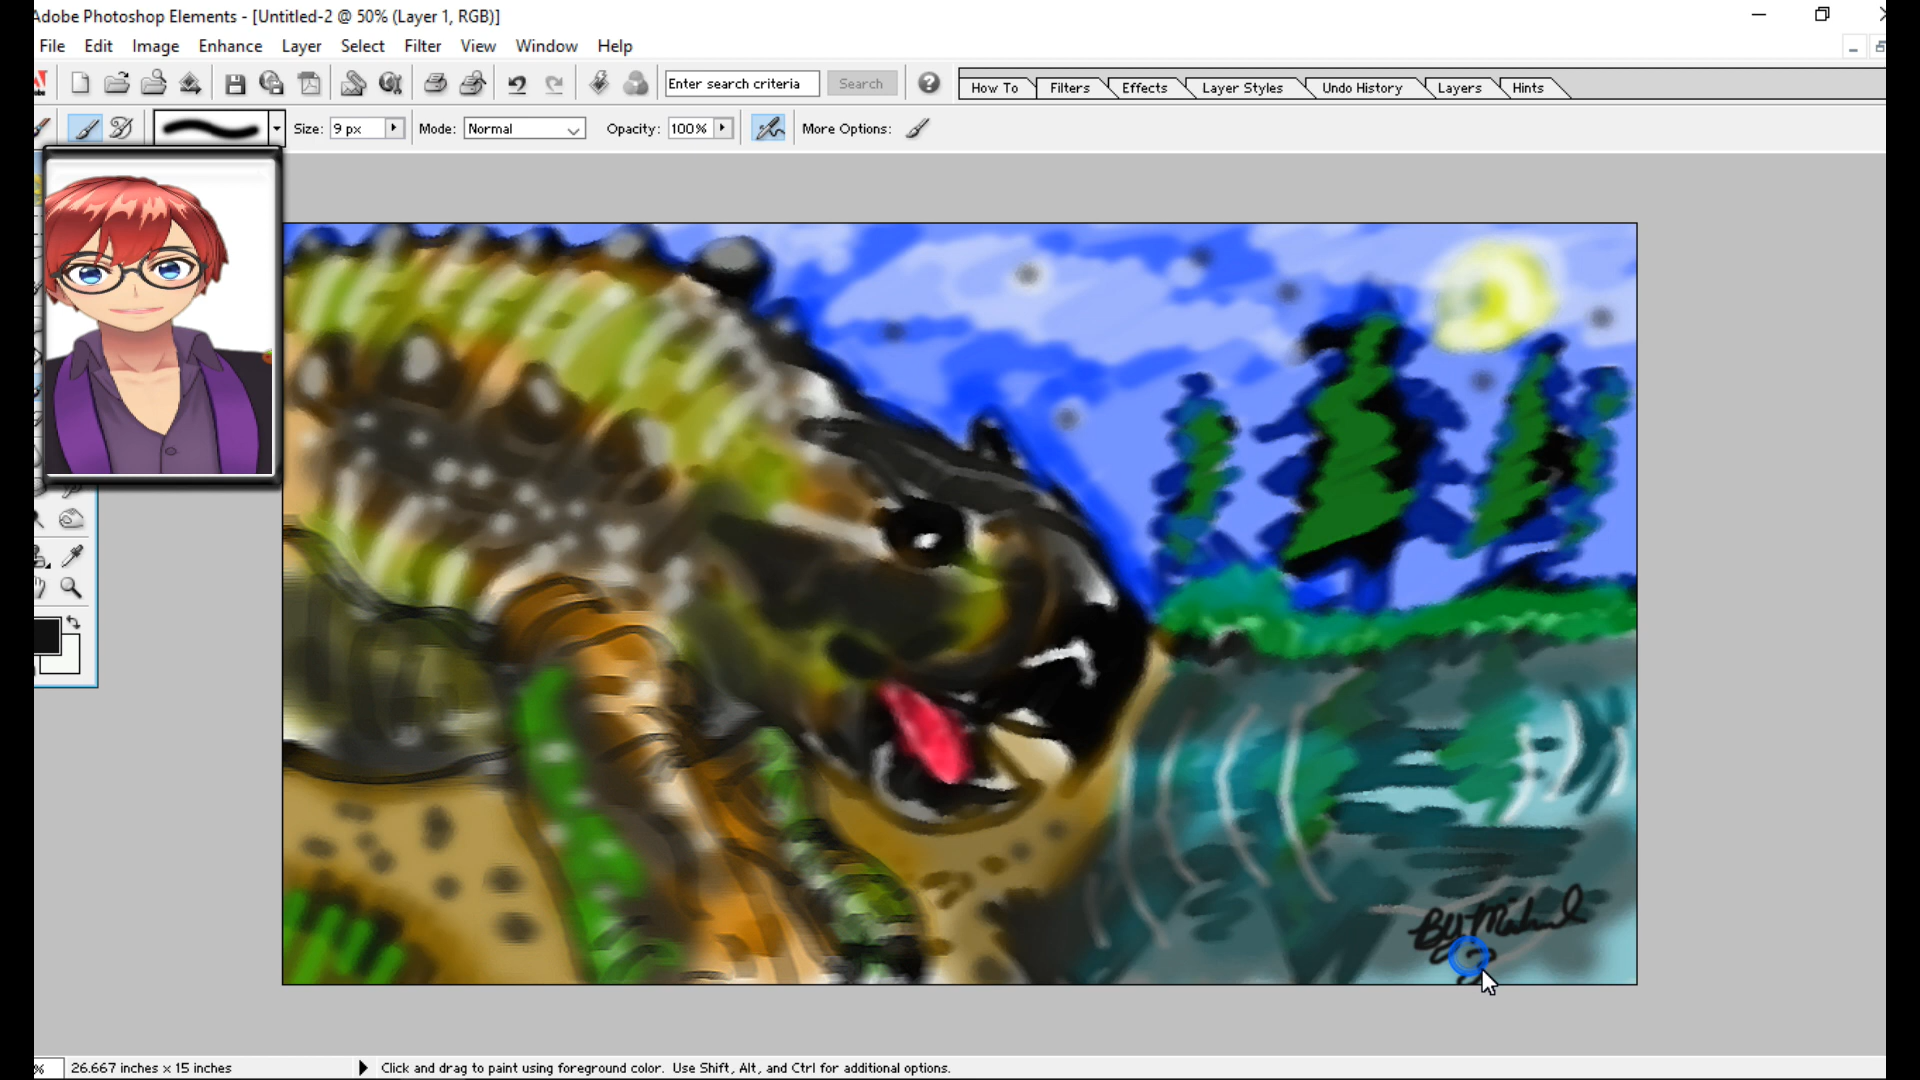 Adobe Photoshop Elements - [Untitled-2 @ 50% (Layer 1, RGB)]
File Edit Image Enhance Layer Select Filter View Window Help
Enter search criteria Search ? How To Filters Effects Layer Styles Undo History Layers Hints
Size: 9 px Mode: Normal Opacity: 100% More Options:
By Michael
% 26.667 inches x 15 inches Click and drag to paint using foreground color. Use Shift, Alt, and Ctrl for additional options.